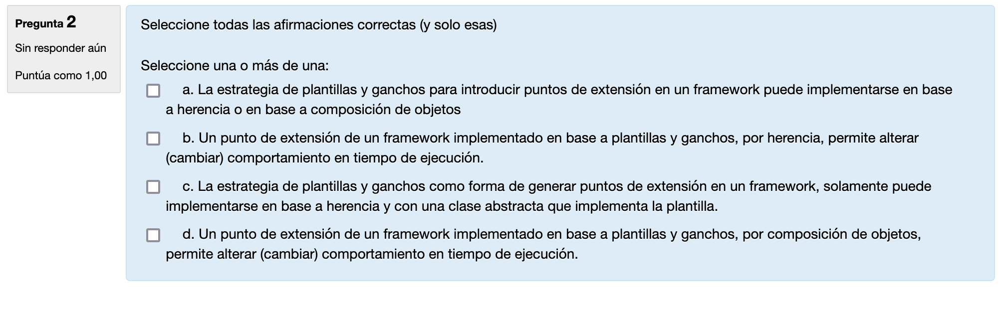 Pregunta 2
Sin responder aún
Puntúa como 1,00
Seleccione todas las afirmaciones correctas (y solo esas)
Seleccione una o más de una:
a. La estrategia de plantillas y ganchos para introducir puntos de extensión en un framework puede implementarse en base
a herencia o en base a composición de objetos
b. Un punto de extensión de un framework implementado en base a plantillas y ganchos, por herencia, permite alterar
(cambiar) comportamiento en tiempo de ejecución.
c. La estrategia de plantillas y ganchos como forma de generar puntos de extensión en un framework, solamente puede
implementarse en base a herencia y con una clase abstracta que implementa la plantilla.
d. Un punto de extensión de un framework implementado en base a plantillas y ganchos, por composición de objetos,
permite alterar (cambiar) comportamiento en tiempo de ejecución.